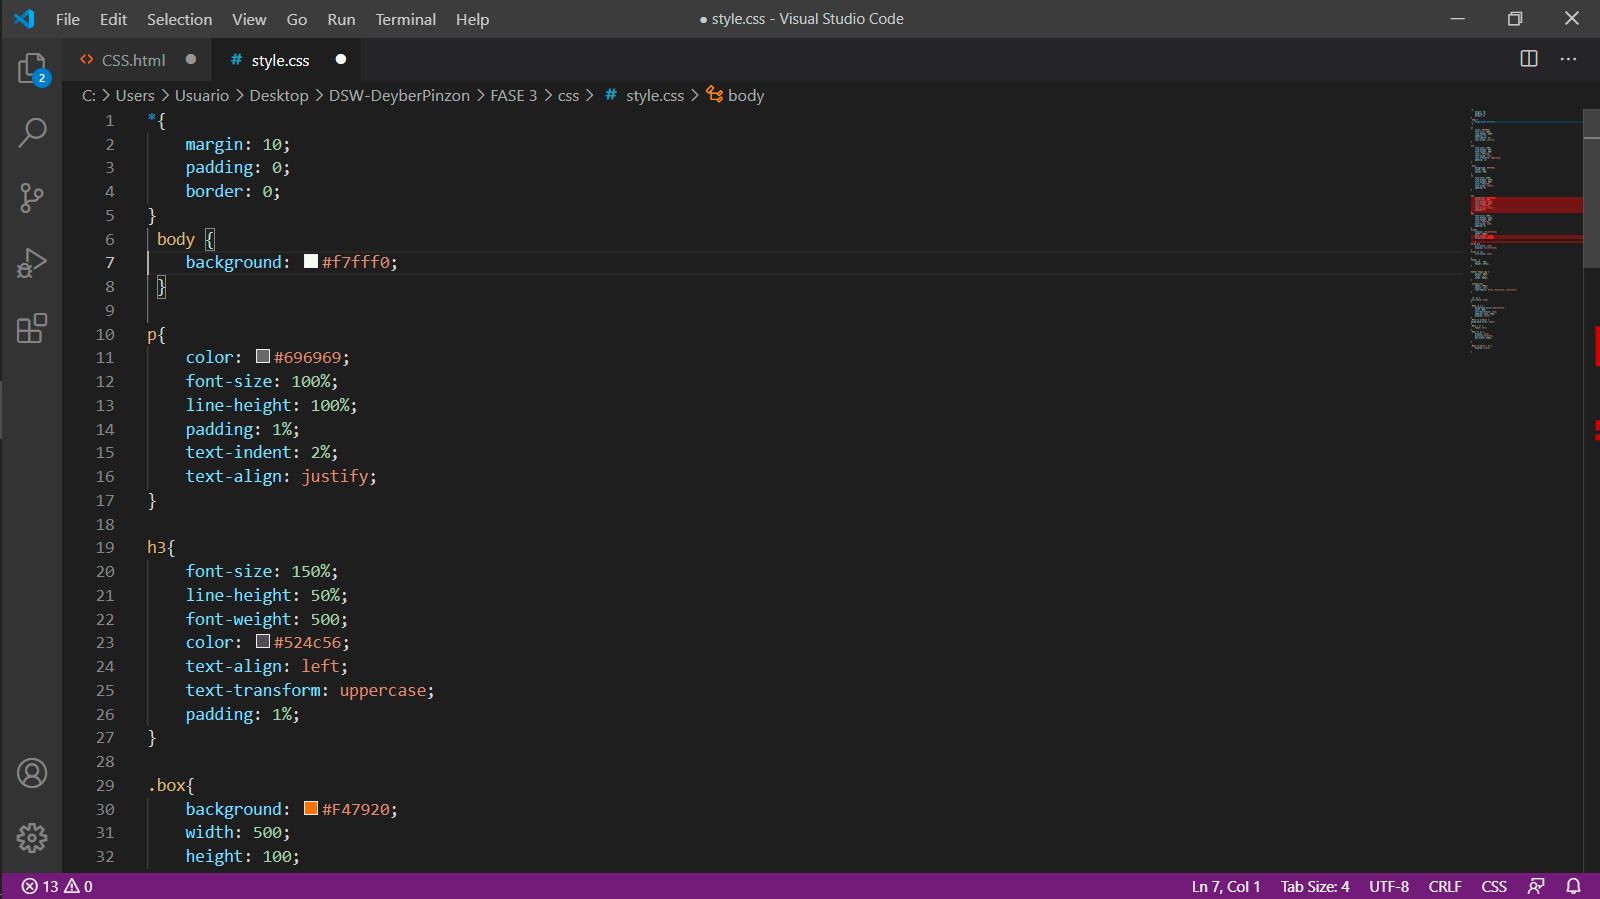 File Edit Selection View Go Run Terminal Help ● style.css - Visual Studio Code
CSS.html ● # style.css ●
C: > Users > Usuario > Desktop > DSW-DeyberPinzon > FASE 3 > css > # style.css > body
2
1 *{
2 margin: 10;
3 padding: 0;
4 border: 0;
5 }
6 body {
7 background: #f7fff0;
8 }
9
10 p{
11 color: #696969;
12 font-size: 100%;
13 line-height: 100%;
14 padding: 1%;
15 text-indent: 2%;
16 text-align: justify;
17 }
18
19 h3{
20 font-size: 150%;
21 line-height: 50%;
22 font-weight: 500;
23 color: #524c56;
24 text-align: left;
25 text-transform: uppercase;
26 padding: 1%;
27 }
28
29 .box{
30 background: #F47920;
31 width: 500;
32 height: 100;
13 0 Ln 7, Col 1 Tab Size: 4 UTF-8 CRLF CSS